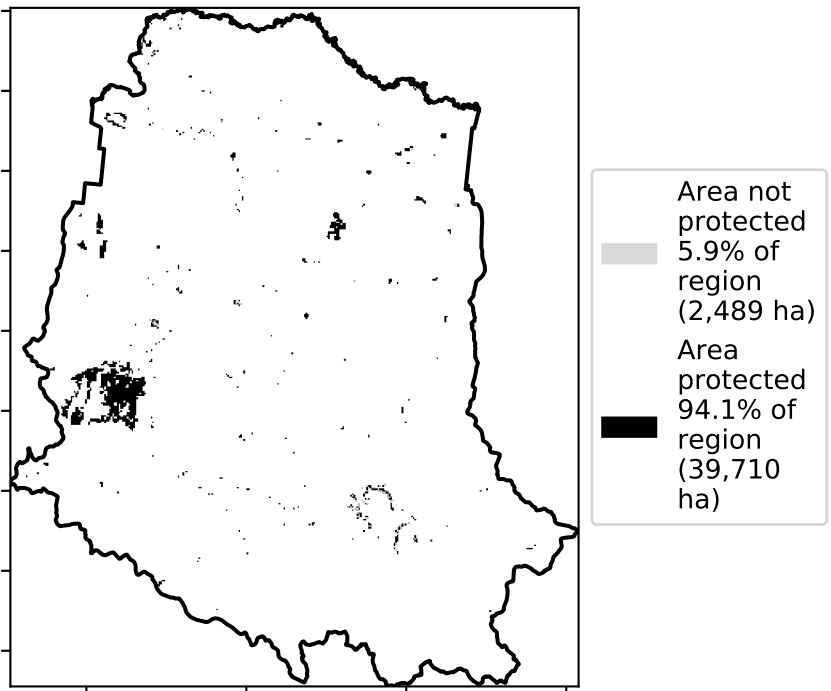 Area not
protected
5.9% of
region
(2,489 ha)
Area
protected
94.1% of
region
(39,710
ha)